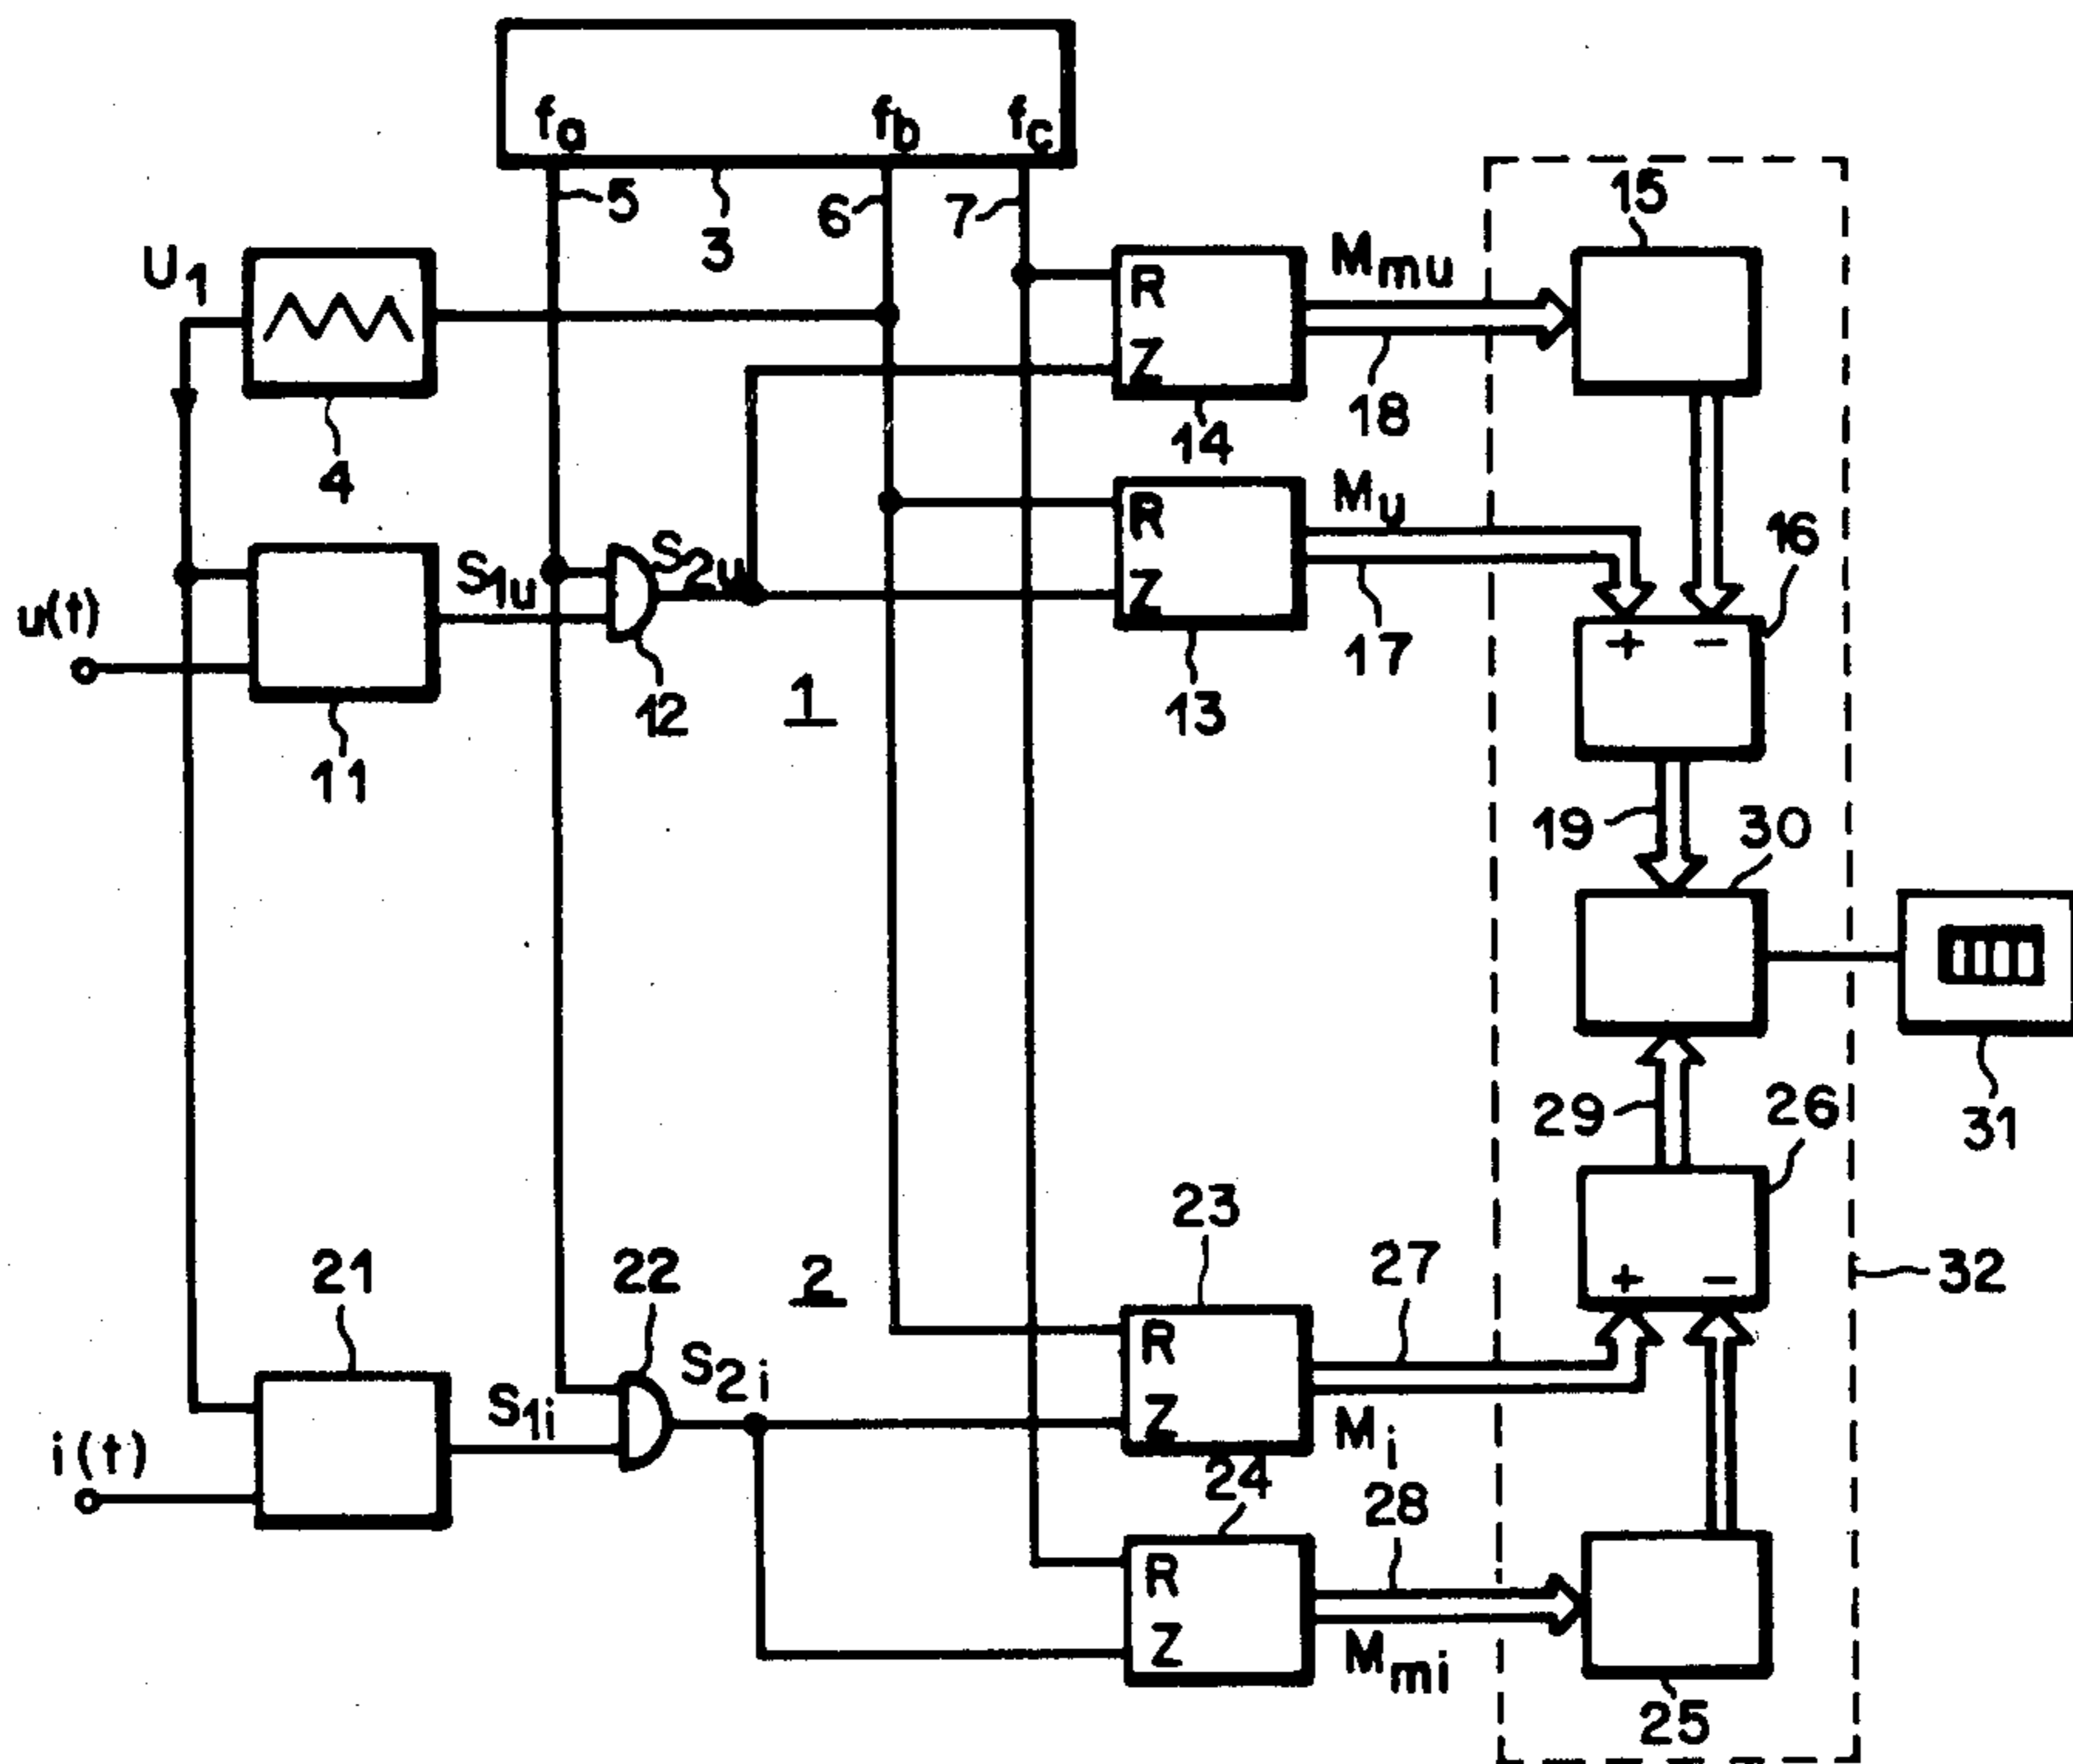 fa fb fc
5 3 6 7
U1
4
R
Z
14
Mmu
18
15
u(t)
11
S1u
S2u
12
1
R
Z
13
Mu
17
16
+ −
19
30
31
29
26
+ −
32
i(t)
21
S1i
22
S2i
2
23
R
Z
27
Mi
24
R
Z
28
Mmi
25